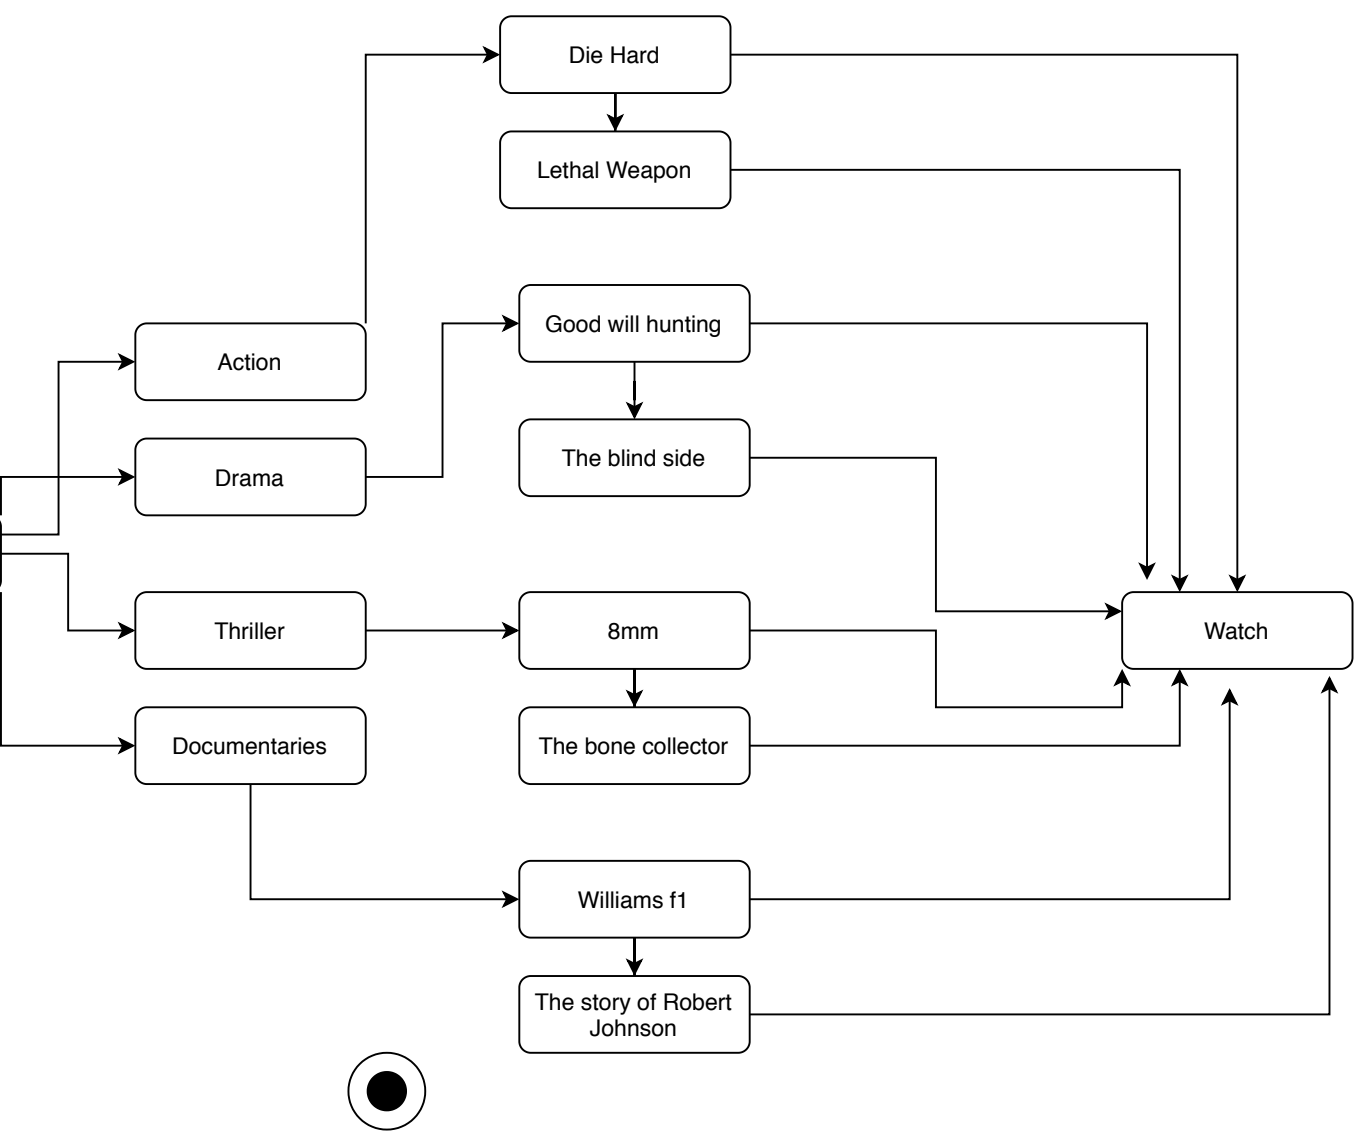 Die Hard
Lethal Weapon
Good will hunting
Action
The blind side
Drama
Thriller
8mm
Watch
Documentaries
The bone collector
Williams f1
The story of Robert
Johnson